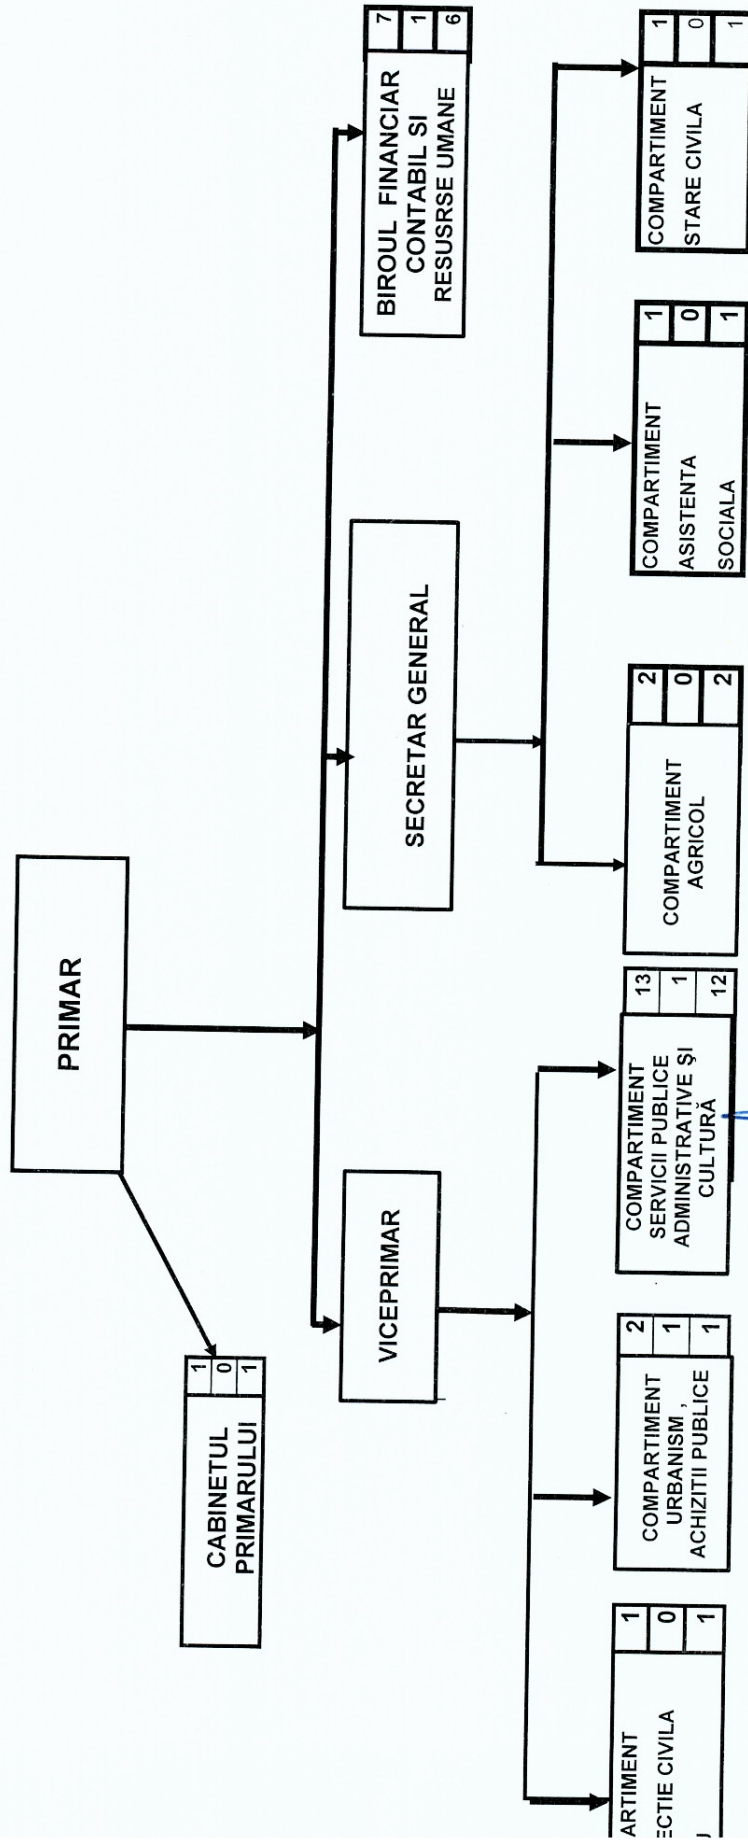 PRIMAR
CABINETUL
PRIMARULUI
1
0
1
VICEPRIMAR
SECRETAR GENERAL
BIROUL FINANCIAR
CONTABIL SI
RESUSRSE UMANE
7
1
6
ARTIMENT
ECTIE CIVILA
1
0
1
COMPARTIMENT
URBANISM ,
ACHIZITII PUBLICE
2
1
1
COMPARTIMENT
SERVICII PUBLICE
ADMINISTRATIVE ŞI
CULTURĂ
13
1
12
COMPARTIMENT
AGRICOL
2
0
2
COMPARTIMENT
ASISTENTA
SOCIALA
1
0
1
COMPARTIMENT
STARE CIVILA
1
0
1